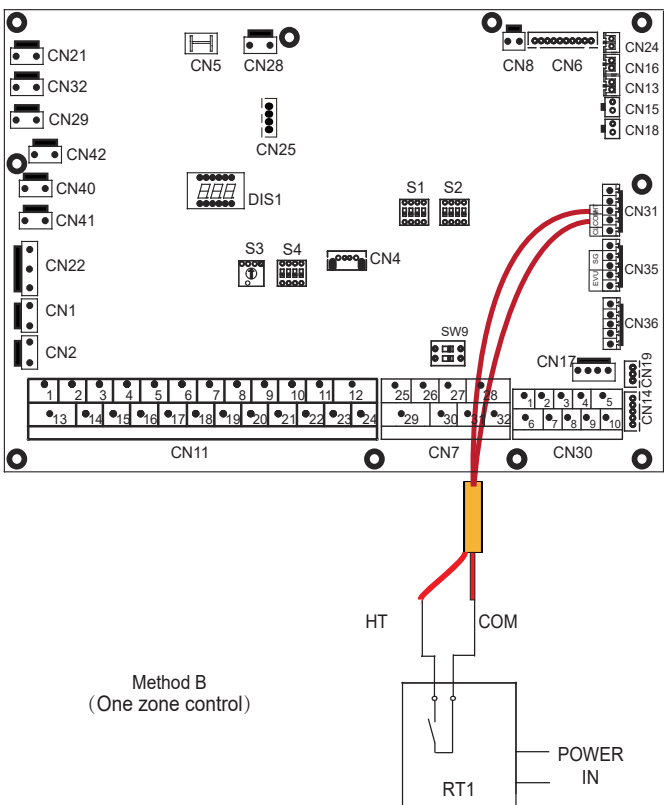 CN21
CN5
CN28
CN8
CN6
CN24
CN16
CN13
CN15
CN18
CN32
CN29
CN42
CN25
CN40
CN41
DIS1
S1
S2
CL COM HT
CN31
CN22
S3
S4
CN4
EVU SG
CN35
CN1
CN2
SW9
CN36
CN17
CN19
1 2 3 4 5 6 7 8 9 10 11 12
13 14 15 16 17 18 19 20 21 22 23 24
CN11
25 26 27 28
29 30 31 32
CN7
1 2 3 4 5
6 7 8 9 10
CN30
CN14
HT
COM
Method B
(One zone control)
RT1
POWER
IN